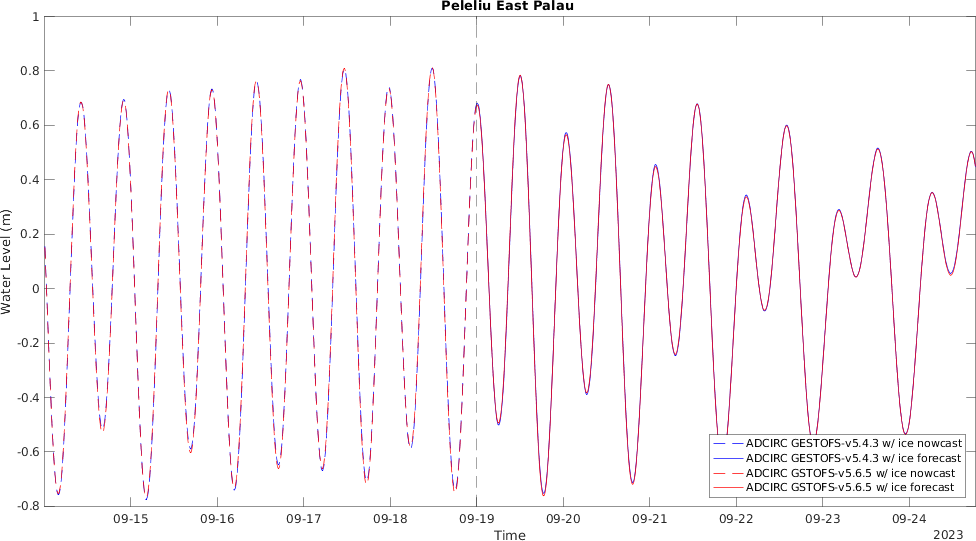 Peleliu East Palau
1
0.8
0.6
0.4
0.2
0
-0.2
-0.4
-0.6
-0.8
Water Level (m)
ADCIRC GESTOFS-v5.4.3 w/ ice nowcast
ADCIRC GESTOFS-v5.4.3 w/ ice forecast
ADCIRC GSTOFS-v5.6.5 w/ ice nowcast
ADCIRC GSTOFS-v5.6.5 w/ ice forecast
09-15 09-16 09-17 09-18 09-19 09-20 09-21 09-22 09-23 09-24
Time
2023